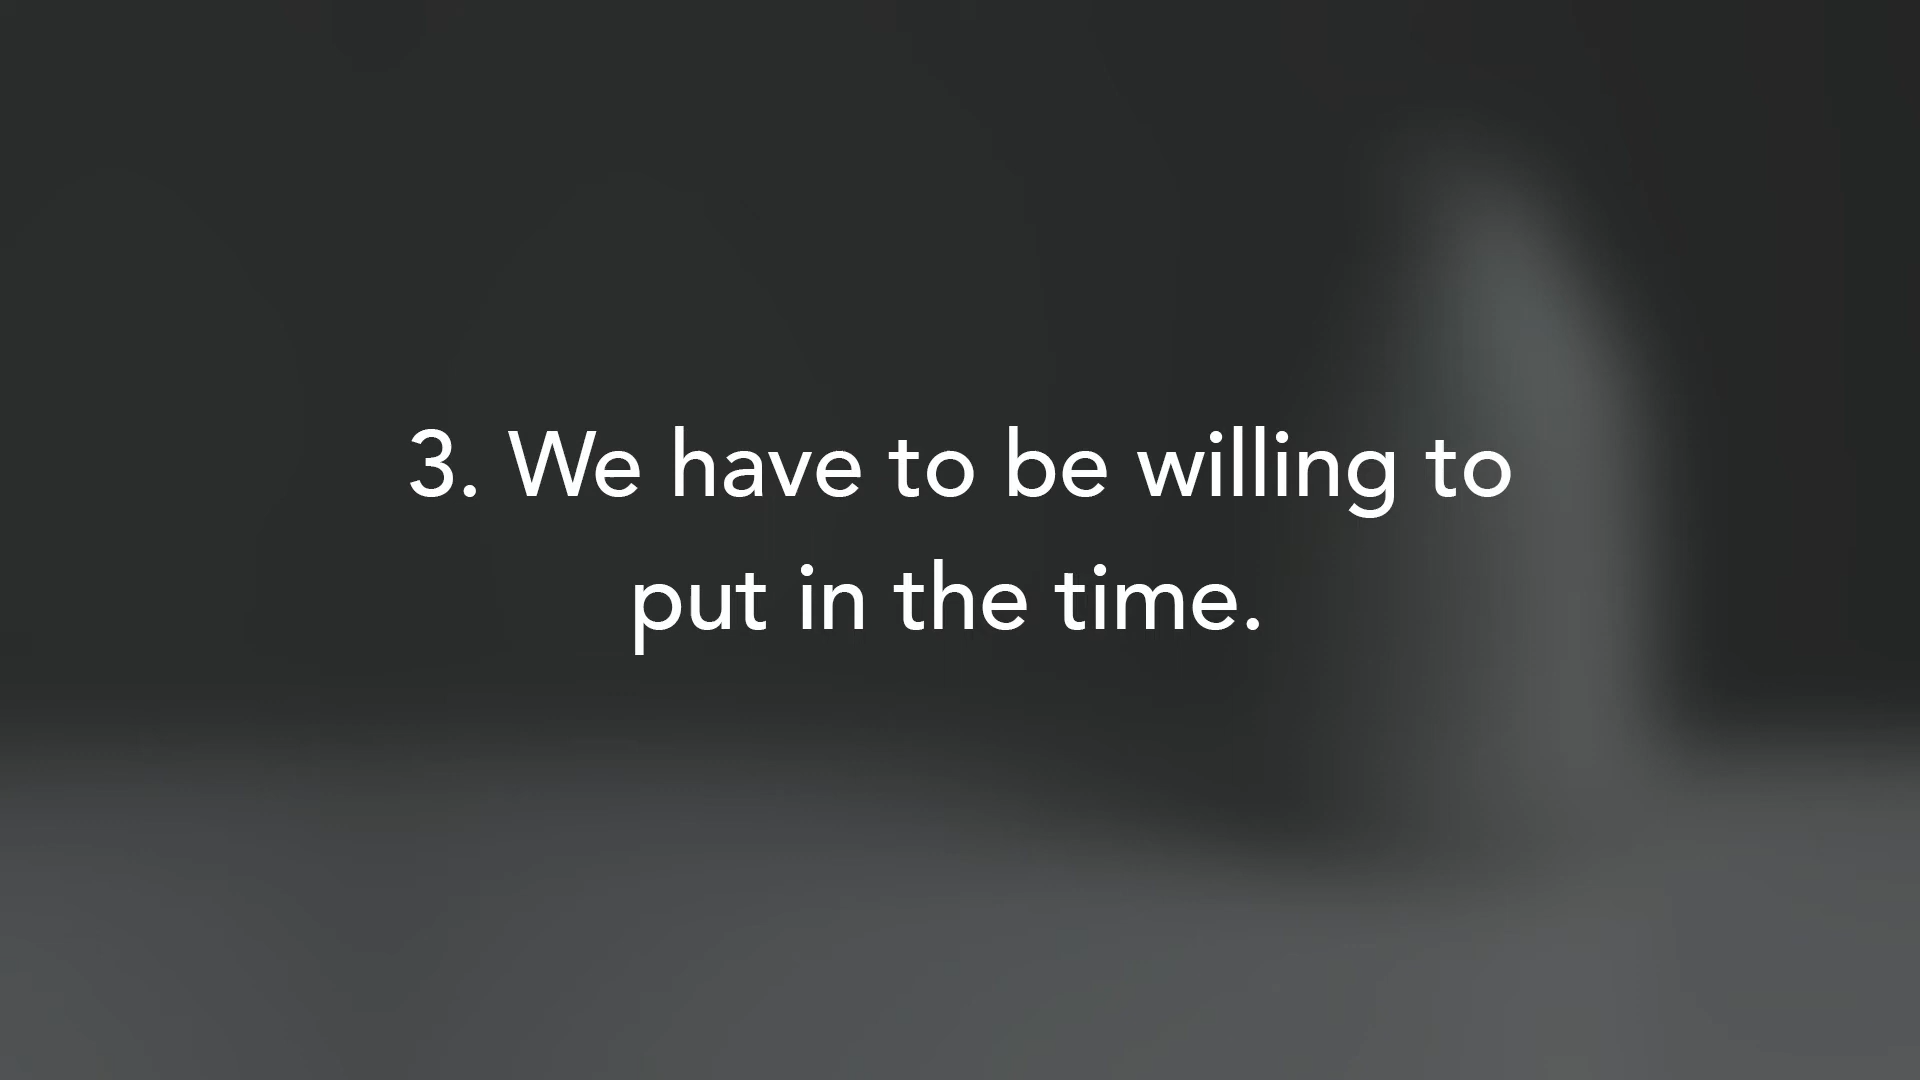 3. We have to be willing to
put in the time.